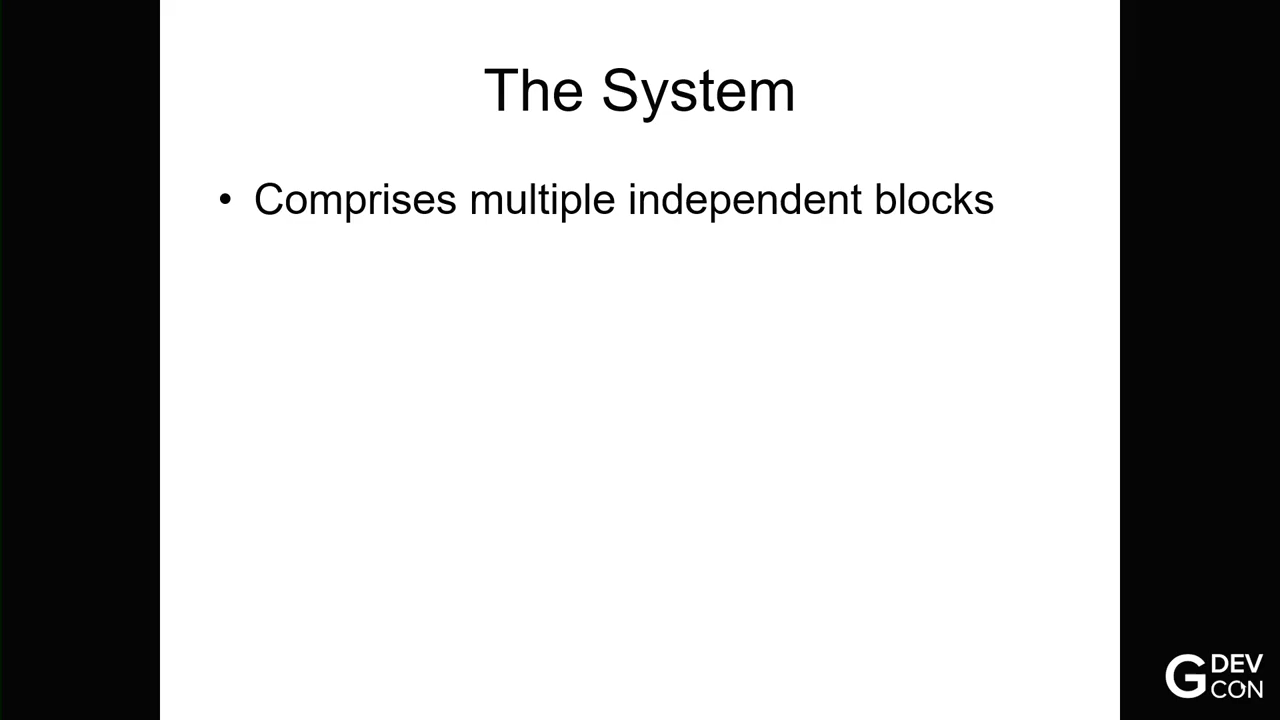 The System
• Comprises multiple independent blocks
G DEV
CON